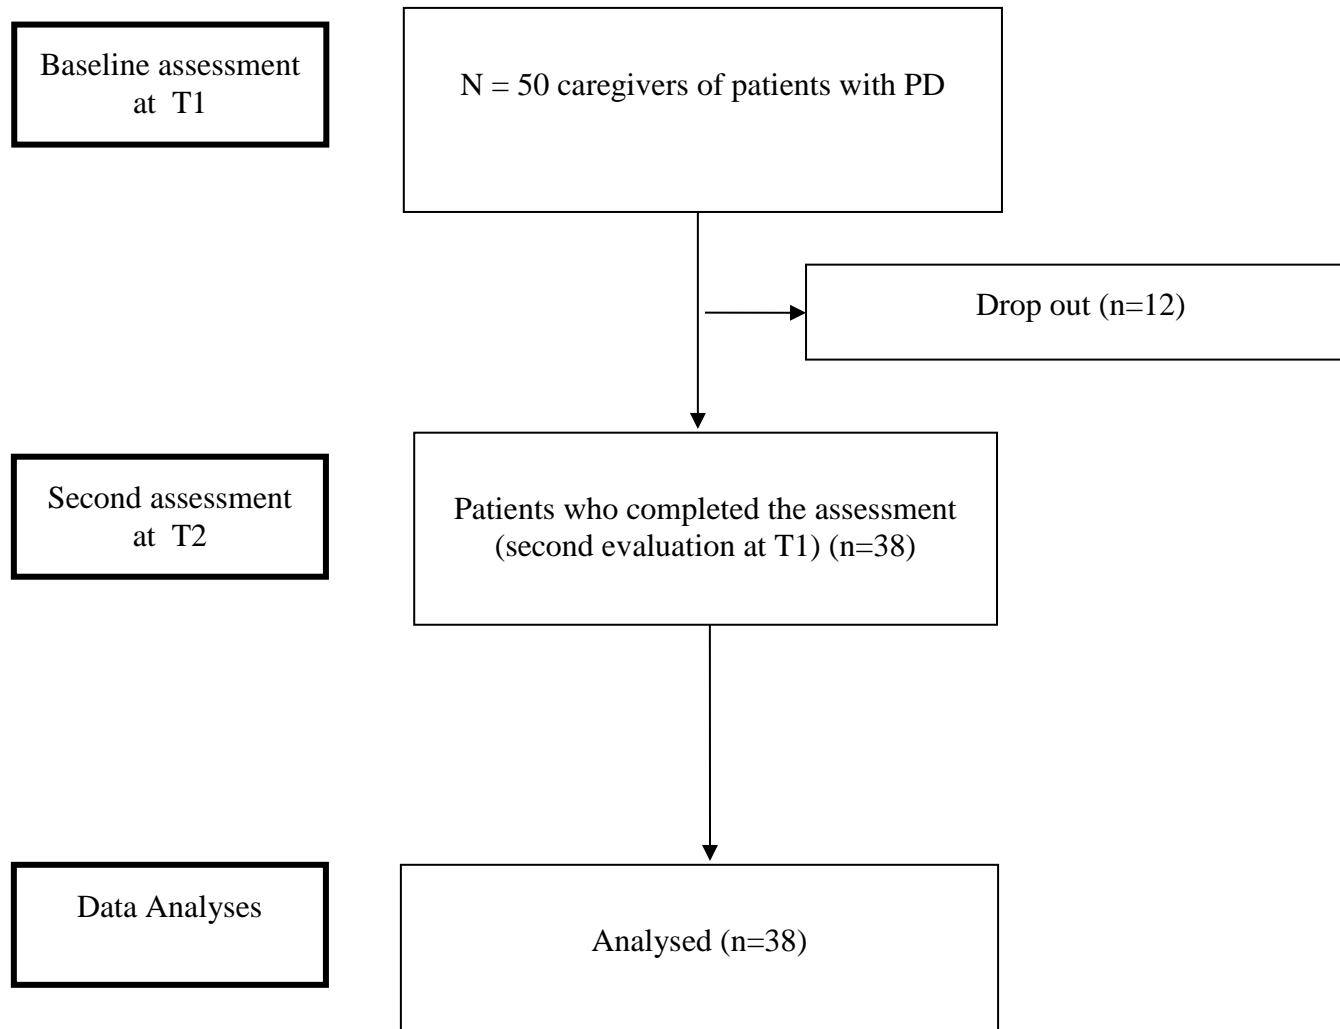 Baseline assessment
at T1
N = 50 caregivers of patients with PD
Drop out (n=12)
Second assessment
at T2
Patients who completed the assessment
(second evaluation at T1) (n=38)
Data Analyses
Analysed (n=38)